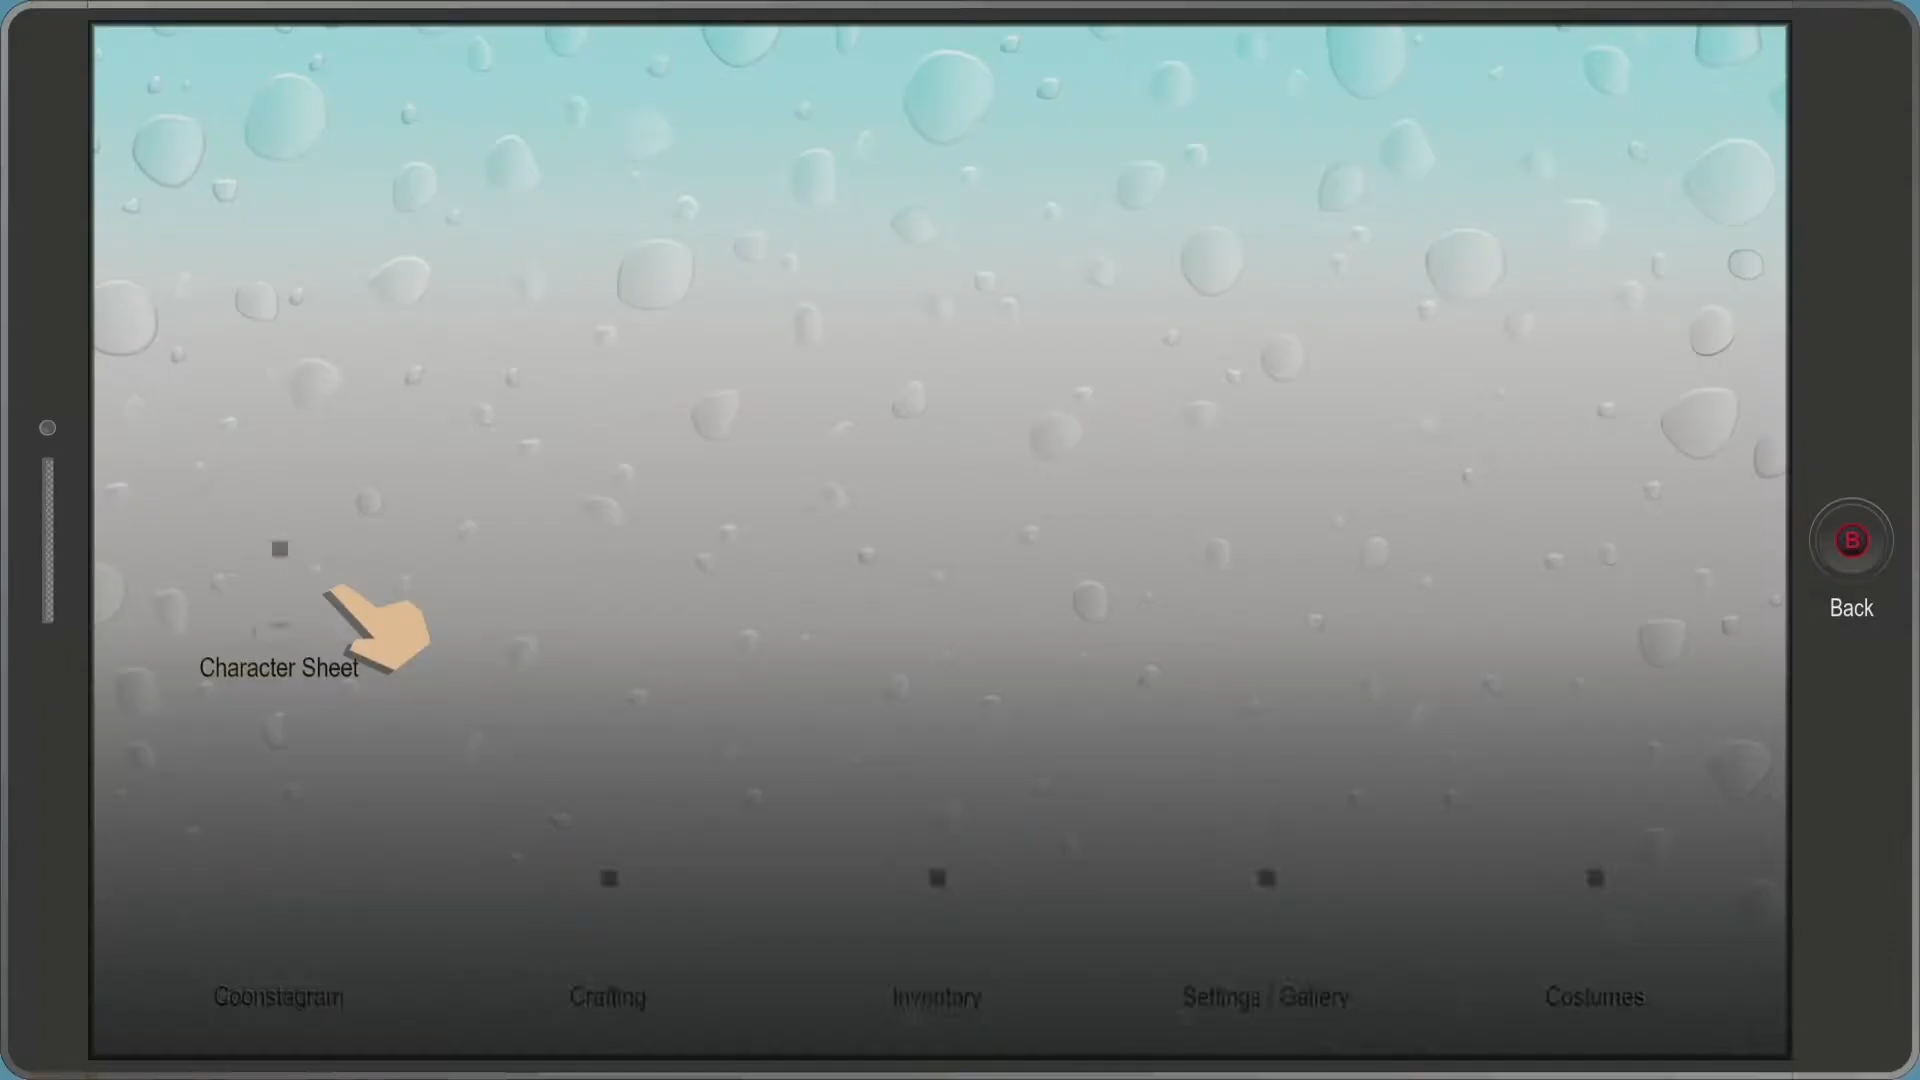 B
Back
Character Sheet
Coonstagram
Crafting
Inventory
Settings / Gallery
Costumes